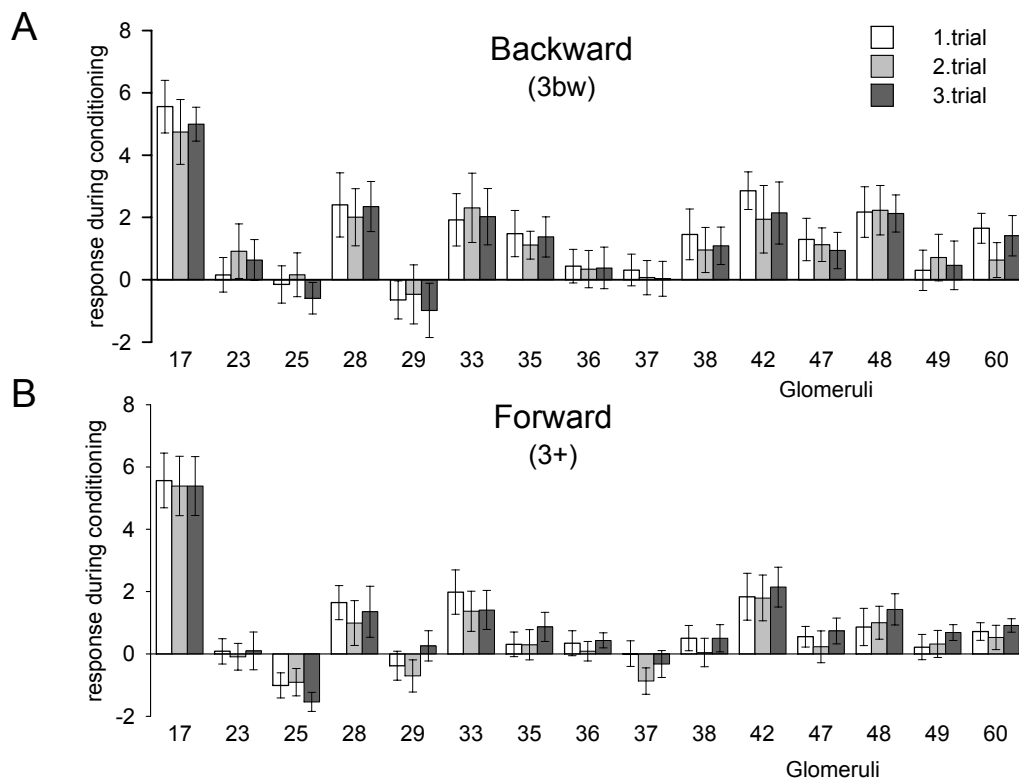 A
Backward
(3bw)
1.trial
2.trial
3.trial
response during conditioning
8
6
4
2
0
-2
17 23 25 28 29 33 35 36 37 38 42 47 48 49 60
Glomeruli
B
Forward
(3+)
response during conditioning
8
6
4
2
0
-2
17 23 25 28 29 33 35 36 37 38 42 47 48 49 60
Glomeruli